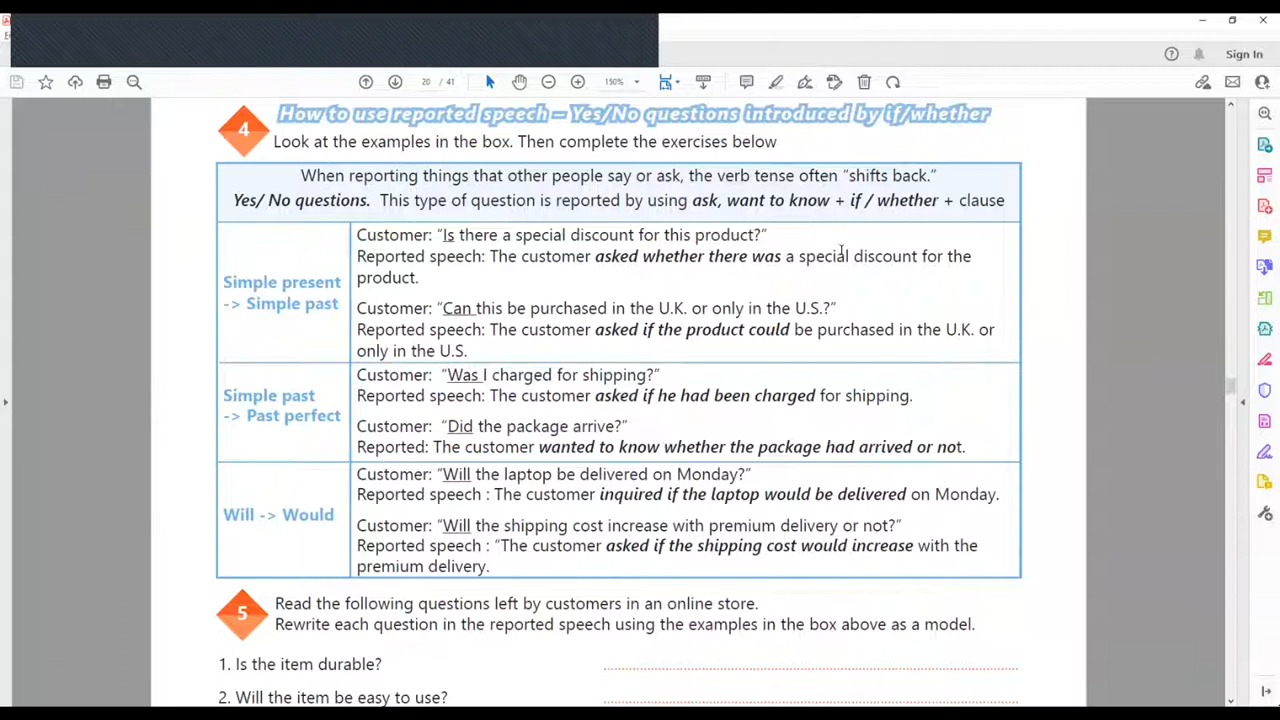 Sign In
20 / 41
150%
How to use reported speech – Yes/No questions introduced by if/whether
4
Look at the examples in the box. Then complete the exercises below
When reporting things that other people say or ask, the verb tense often “shifts back.”
Yes/ No questions. This type of question is reported by using ask, want to know + if / whether + clause
Customer: “Is there a special discount for this product?”
Reported speech: The customer asked whether there was a special discount for the
product.
Simple present
-> Simple past
Customer: “Can this be purchased in the U.K. or only in the U.S.?”
Reported speech: The customer asked if the product could be purchased in the U.K. or
only in the U.S.
Customer: “Was I charged for shipping?”
Simple past
-> Past perfect
Reported speech: The customer asked if he had been charged for shipping.
Customer: “Did the package arrive?”
Reported: The customer wanted to know whether the package had arrived or not.
Customer: “Will the laptop be delivered on Monday?”
Reported speech : The customer inquired if the laptop would be delivered on Monday.
Will -> Would
Customer: “Will the shipping cost increase with premium delivery or not?”
Reported speech : “The customer asked if the shipping cost would increase with the
premium delivery.
5
Read the following questions left by customers in an online store.
Rewrite each question in the reported speech using the examples in the box above as a model.
1. Is the item durable?
2. Will the item be easy to use?